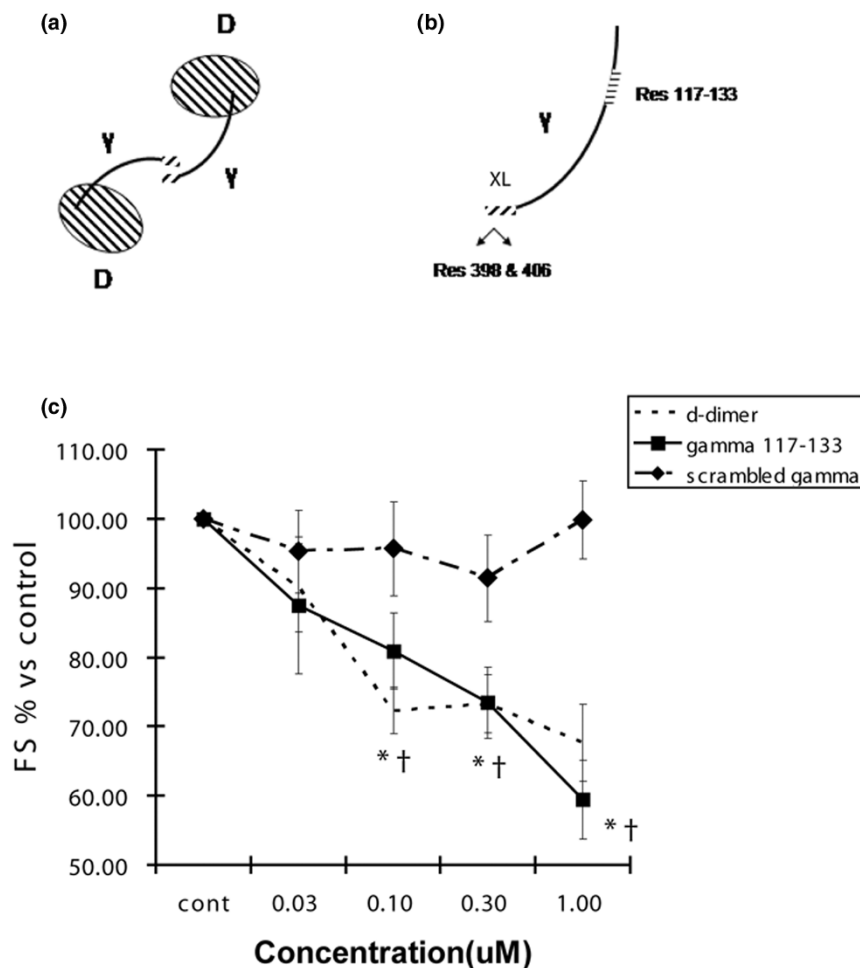 (a)
D
γ
γ
D
(b)
Res 117-133
γ
XL
Res 398 & 406
(c)
d-dimer
gamma 117-133
scrambled gamma
110.00
100.00
90.00
80.00
70.00
60.00
50.00
FS % vs control
* †
* †
* †
cont 0.03 0.10 0.30 1.00
Concentration(uM)